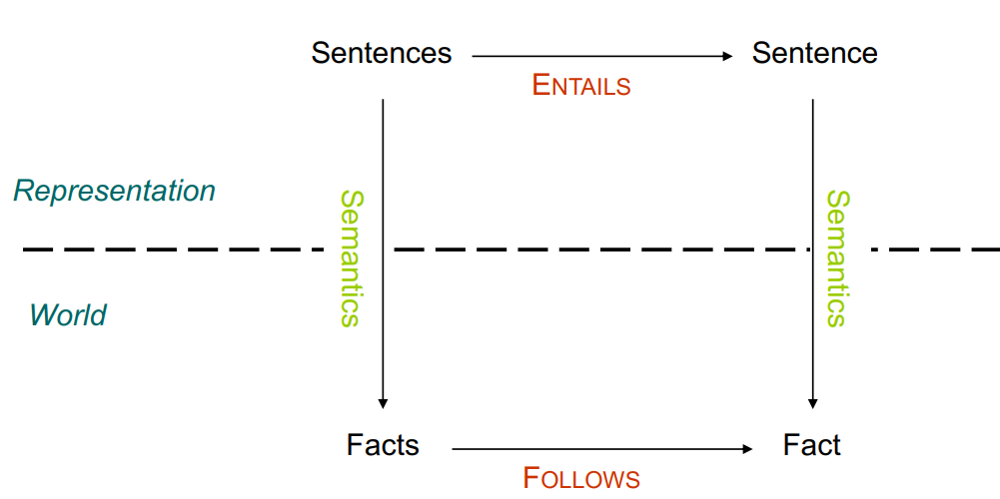 Sentences
Sentence
ENTAILS
Representation
Semantics
Semantics
World
Facts
Fact
FOLLOWS